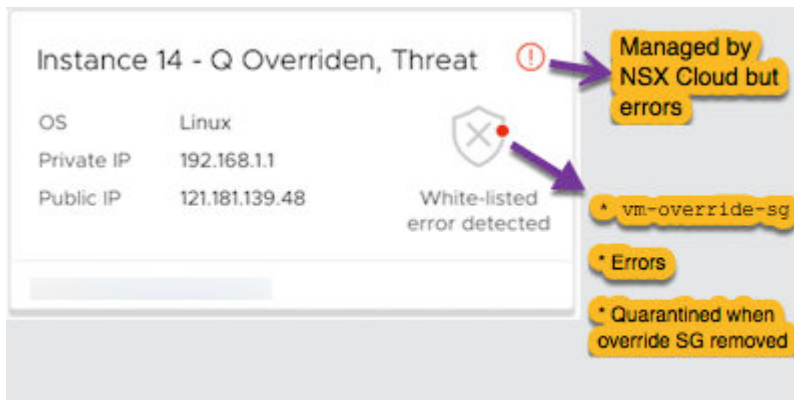 Instance 14 - Q Overriden, Threat
Managed by
NSX Cloud but
errors
OS Linux
Private IP 192.168.1.1
Public IP 121.181.139.48
White-listed
error detected
* vm-override-sg
* Errors
* Quarantined when
override SG removed